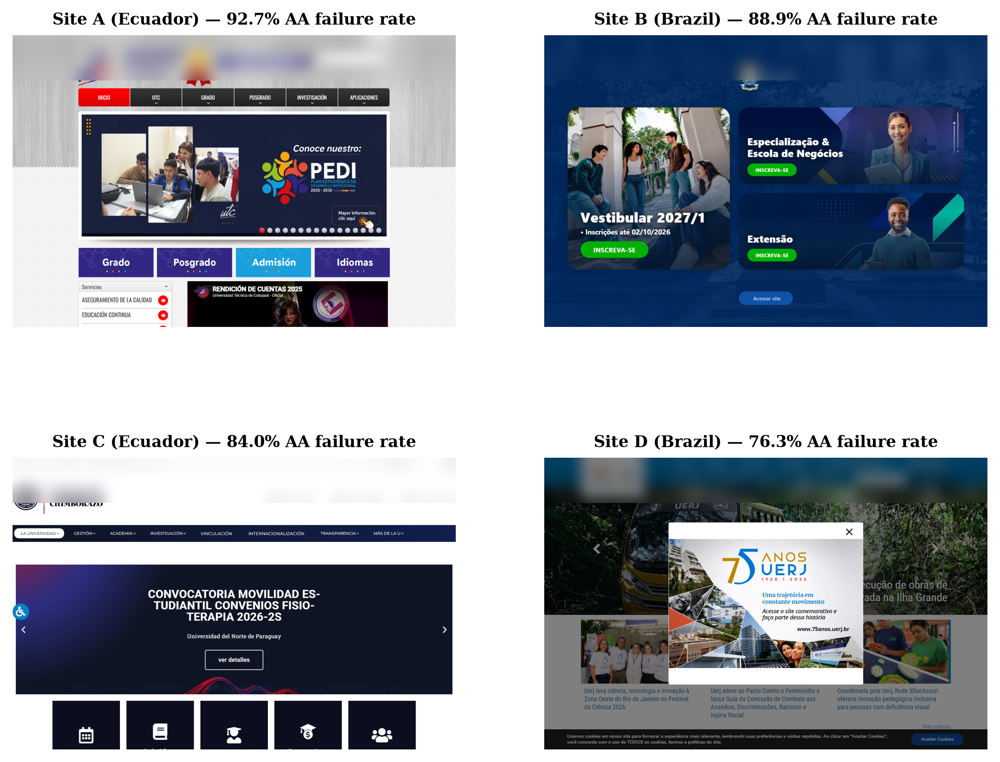 Site A (Ecuador) — 92.7% AA failure rate
INICIO
UTC
GRADO
POSGRADO
INVESTIGACIÓN
APLICACIONES
Conoce nuestro:
PEDI
PLAN ESTRATÉGICO DE
DESARROLLO INSTITUCIONAL
2026 - 2030
utc
Mayor información
clic aquí
Grado
Posgrado
Admisión
Idiomas
Servicios
ASEGURAMIENTO DE LA CALIDAD
EDUCACIÓN CONTINUA
RENDICIÓN DE CUENTAS 2025
Universidad Técnica de Cotopaxi - Oficial
Site B (Brazil) — 88.9% AA failure rate
Vestibular 2027/1
• Inscrições até 02/10/2026
INSCREVA-SE
Especialização &
Escola de Negócios
INSCREVA-SE
Extensão
INSCREVA-SE
Acessar site
Site C (Ecuador) — 84.0% AA failure rate
CHIMBORAZO
LA UNIVERSIDAD
GESTIÓN
ACADEMIA
INVESTIGACIÓN
VINCULACIÓN
INTERNACIONALIZACIÓN
TRANSPARENCIA
MÁS DE LA U
CONVOCATORIA MOVILIDAD ES-
TUDIANTIL CONVENIOS FISIO-
TERAPIA 2026-2S
Universidad del Norte de Paraguay
ver detalles
Site D (Brazil) — 76.3% AA failure rate
UERJ
75 ANOS
UERJ
1950 | 2025
Uma trajetória em
constante movimento
Acesse o site comemorativo e
faça parte dessa história
www.75anos.uerj.br
ecução de obras de
rada na Ilha Grande
Uerj leva ciência, tecnologia e inovação à
Zona Oeste do Rio de Janeiro no Festival
da Ciência 2026
Uerj adere ao Pacto Contra o Feminicídio e
lança Guia da Comissão de Combate aos
Assédios, Discriminações, Racismo e
Injúria Racial
Coordenada pela Uerj, Rede 3DucAssist
oferece inovação pedagógica inclusiva
para pessoas com deficiência visual
Mais notícias
Usamos cookies em nosso site para fornecer a experiência mais relevante, lembrando suas preferências e visitas repetidas. Ao clicar em "Aceitar Cookies",
você concorda com o uso de TODOS os cookies, termos e políticas do site.
Aceitar Cookies